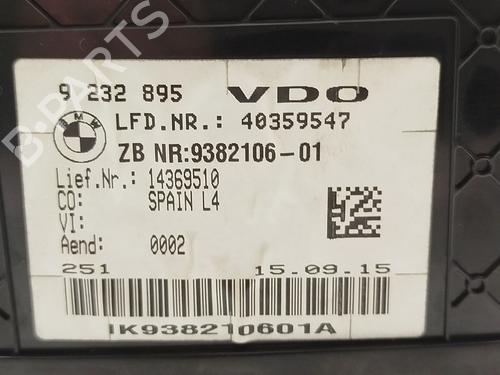 B-PARTS
9 232 895 VDO
BMW
LFD.NR.: 40359547
ZB NR:9382106-01
Lief.Nr.: 14369510
CO: SPAIN L4
VI:
Aend: 0002
251 15.09.15
IK938210601A